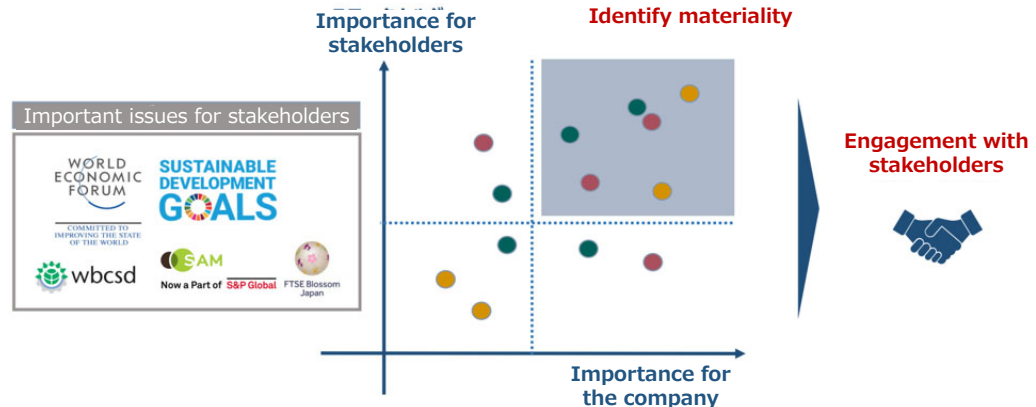 Importance for
stakeholders
Identify materiality
Important issues for stakeholders
WORLD
ECONOMIC
FORUM
COMMITTED TO
IMPROVING THE STATE
OF THE WORLD
SUSTAINABLE
DEVELOPMENT
GOALS
wbcsd
SAM
Now a Part of S&P Global
FTSE Blossom
Japan
Engagement with
stakeholders
Importance for
the company